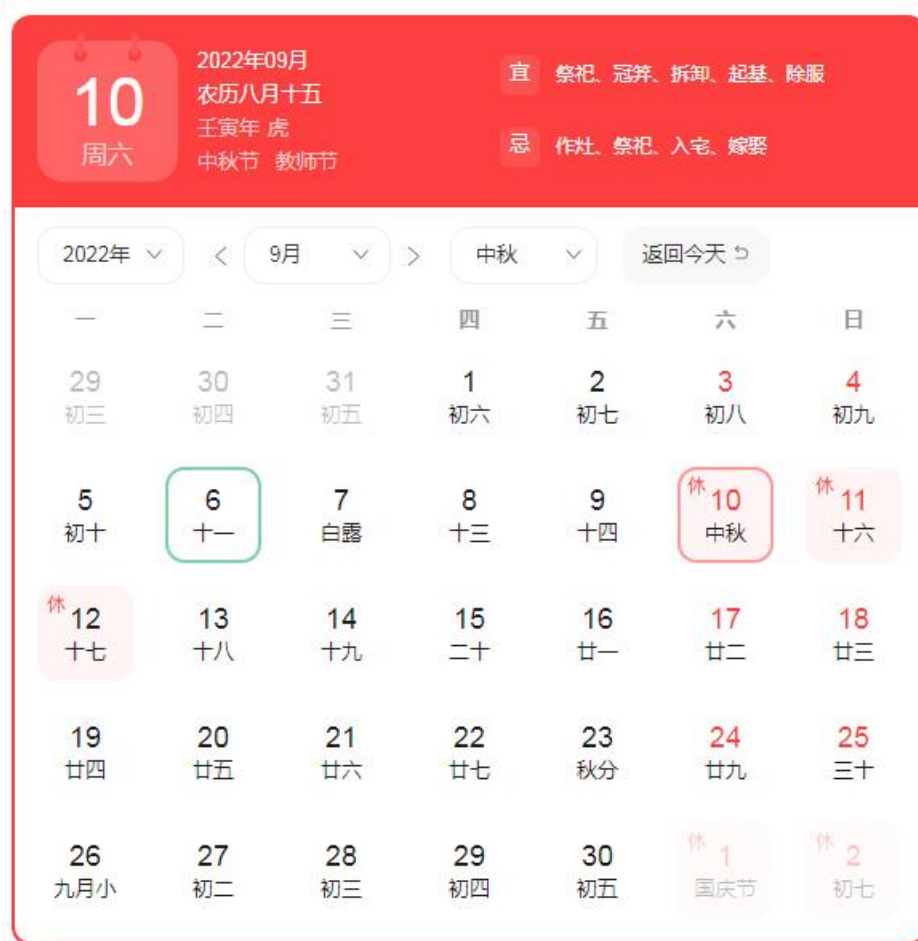 10
周六
2022年09月
农历八月十五
壬寅年 虎
中秋节 教师节
宜 祭祀、冠笄、拆卸、起基、除服
忌 作灶、祭祀、入宅、嫁娶
2022年 < 9月 > 中秋 返回今天
一 二 三 四 五 六 日
29 30 31 1 2 3 4
初三 初四 初五 初六 初七 初八 初九
5 6 7 8 9 休 10 休 11
初十 十一 白露 十三 十四 中秋 十六
休 12 13 14 15 16 17 18
十七 十八 十九 二十 廿一 廿二 廿三
19 20 21 22 23 24 25
廿四 廿五 廿六 廿七 秋分 廿九 三十
26 27 28 29 30 休 1 休 2
九月小 初二 初三 初四 初五 国庆节 初七